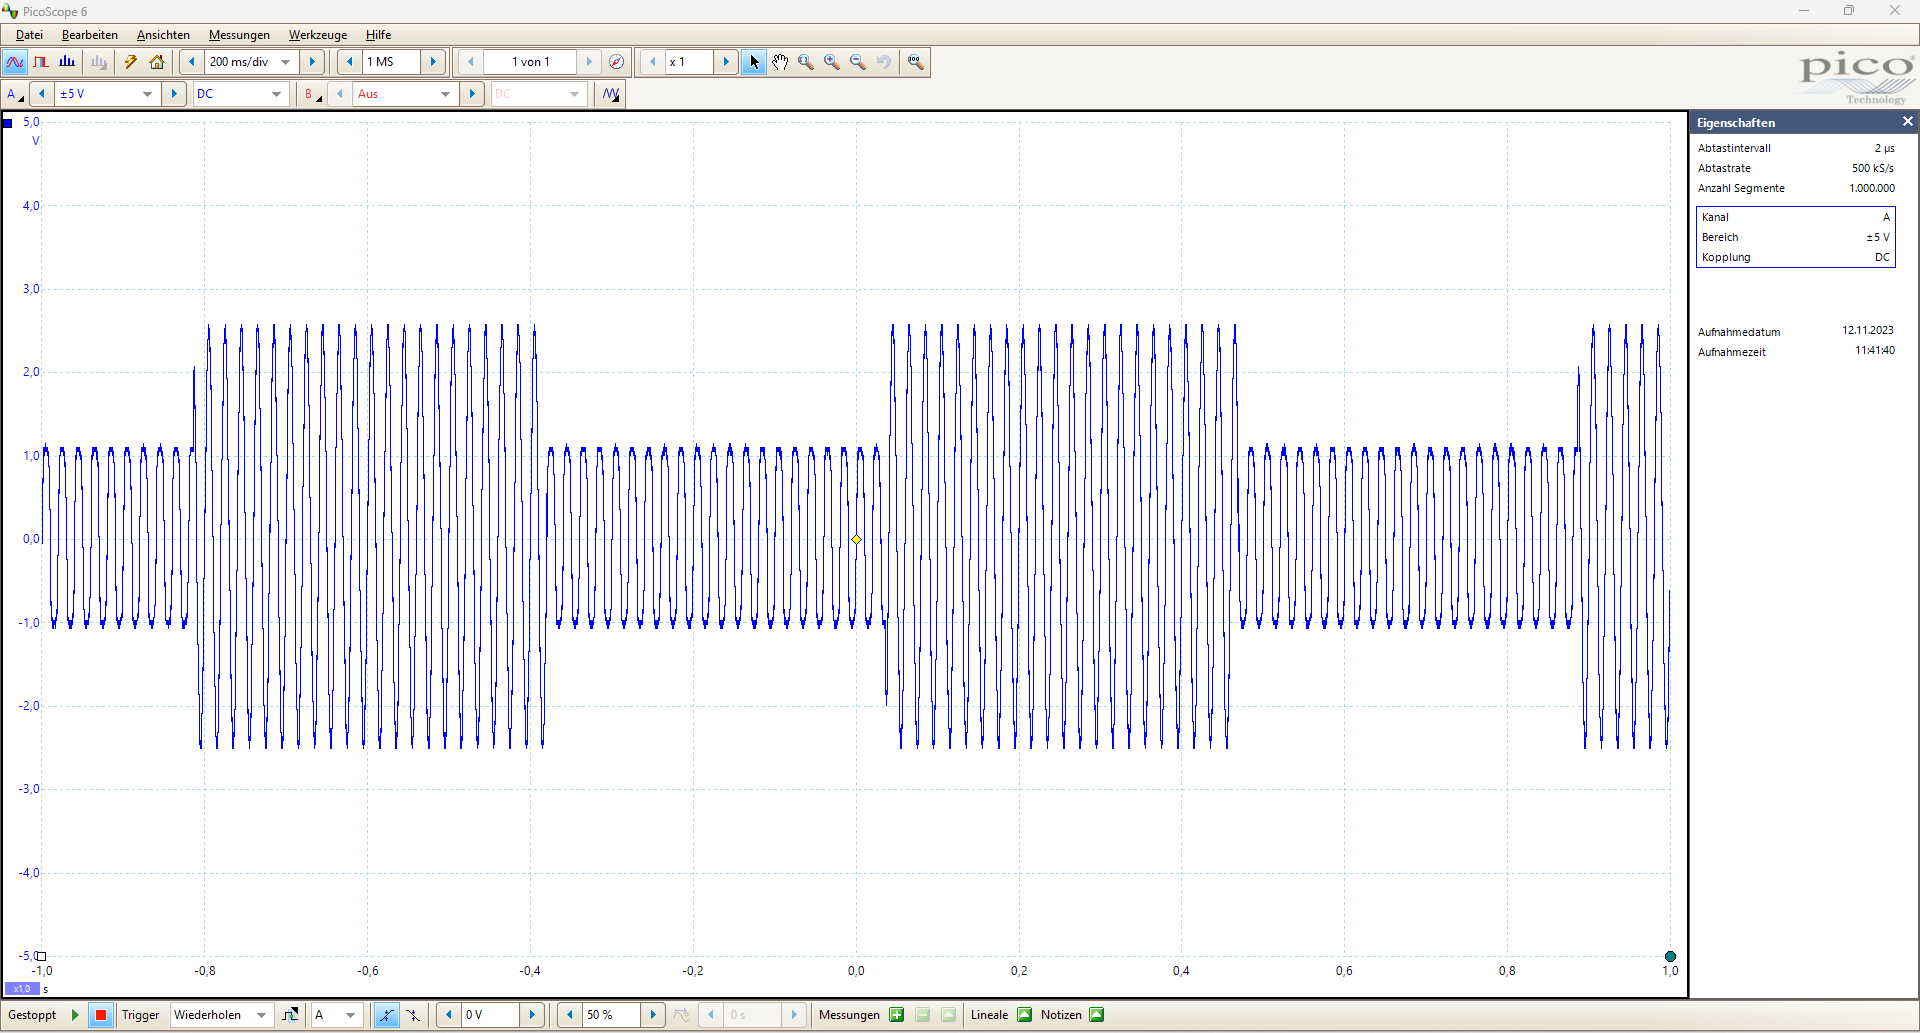 PicoScope 6
Datei Bearbeiten Ansichten Messungen Werkzeuge Hilfe
200 ms/div 1 MS 1 von 1 x 1
A ±5 V DC B Aus DC
pico
Technology
5,0
V
4,0
3,0
2,0
1,0
0,0
-1,0
-2,0
-3,0
-4,0
-5,0
-1,0 -0,8 -0,6 -0,4 -0,2 0,0 0,2 0,4 0,6 0,8 1,0
x1,0 s
Eigenschaften
Abtastintervall 2 µs
Abtastrate 500 kS/s
Anzahl Segmente 1.000.000
Kanal A
Bereich ±5 V
Kopplung DC
Aufnahmedatum 12.11.2023
Aufnahmezeit 11:41:40
Gestoppt Trigger Wiederholen A 0 V 50 % 0 s Messungen Lineale Notizen